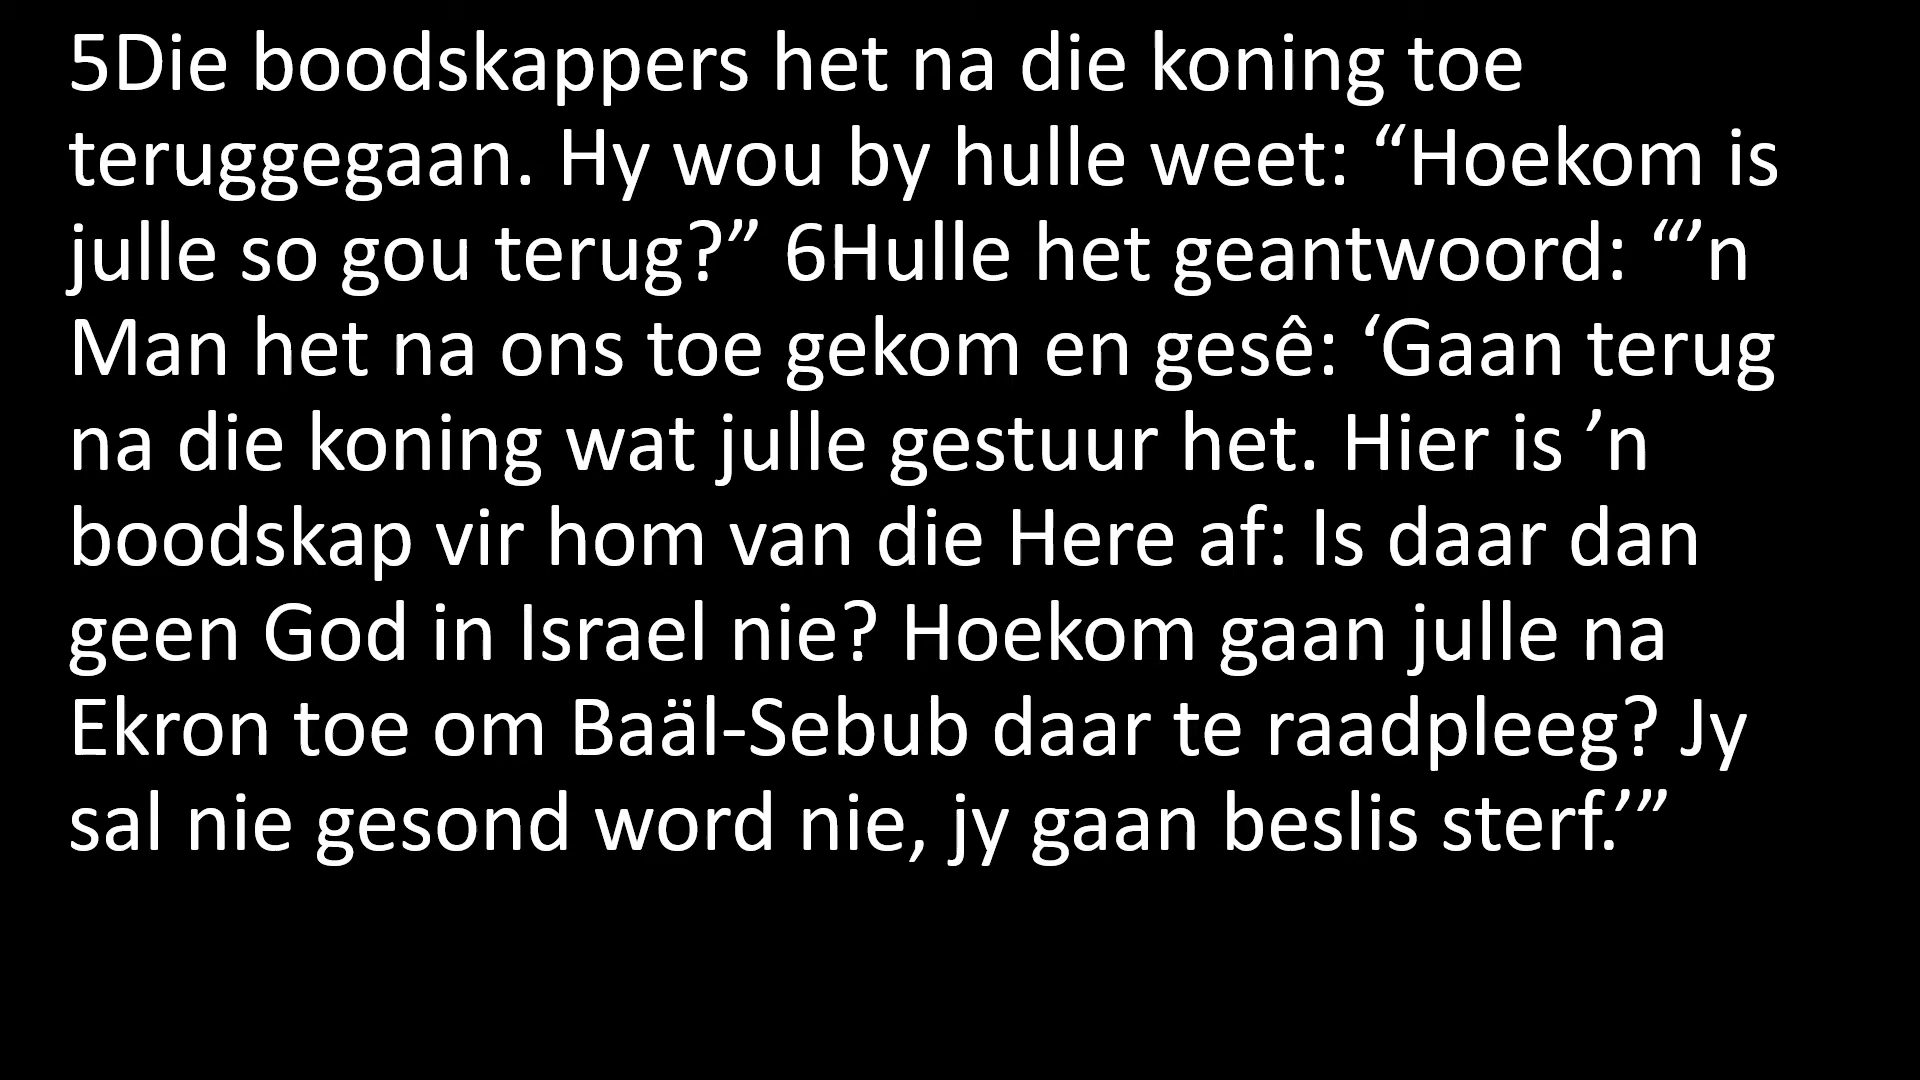 5Die boodskappers het na die koning toe
teruggegaan. Hy wou by hulle weet: “Hoekom is
julle so gou terug?” 6Hulle het geantwoord: “’n
Man het na ons toe gekom en gesê: ‘Gaan terug
na die koning wat julle gestuur het. Hier is ’n
boodskap vir hom van die Here af: Is daar dan
geen God in Israel nie? Hoekom gaan julle na
Ekron toe om Baäl-Sebub daar te raadpleeg? Jy
sal nie gesond word nie, jy gaan beslis sterf.’”